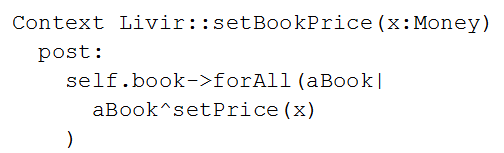 Context Livir::setBookPrice(x:Money)
post:
self.book->forAll(aBook|
aBook^setPrice(x)
)